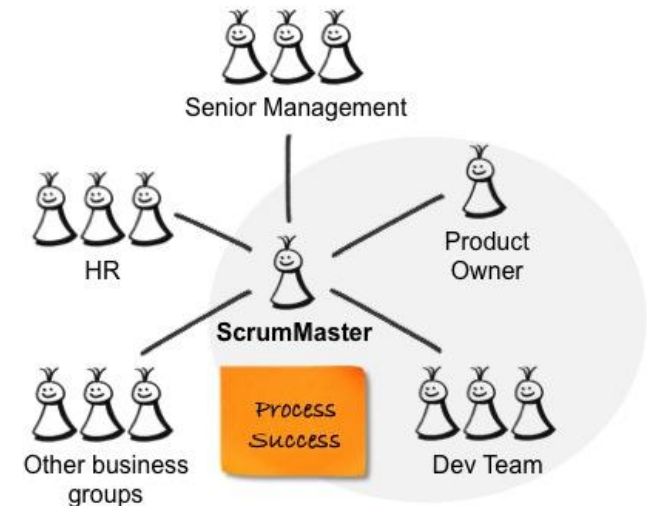 Senior Management
HR
Product
Owner
ScrumMaster
Process
Success
Other business
groups
Dev Team